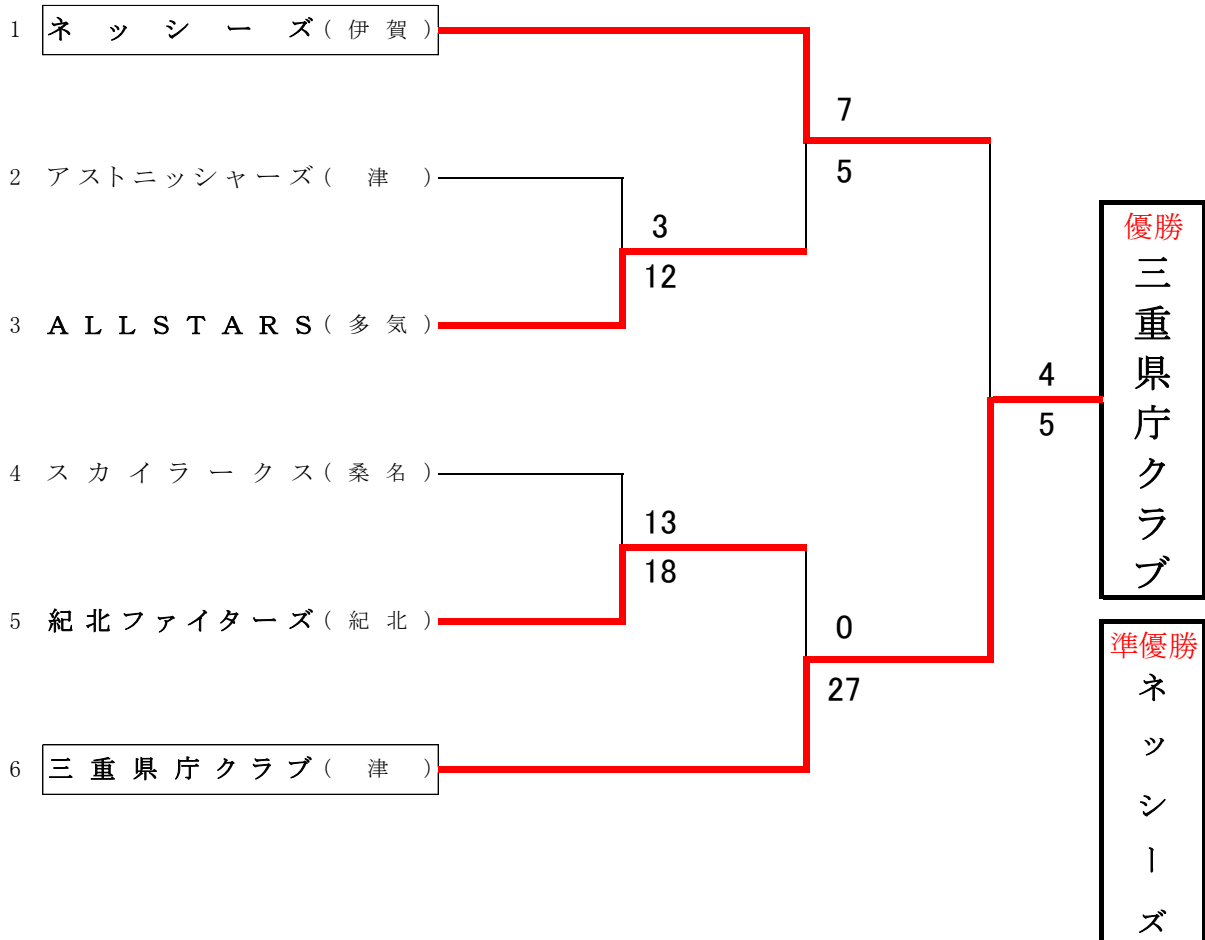 1 ネッシーズ(伊賀)
7
2 アストニッシャーズ(津)
5
3
12
3 ALLSTARS(多気)
4
5
4 スカイラークス(桑名)
13
18
5 紀北ファイターズ(紀北)
0
27
6 三重県庁クラブ(津)
優勝
三重県庁クラブ
準優勝
ネッシーズ